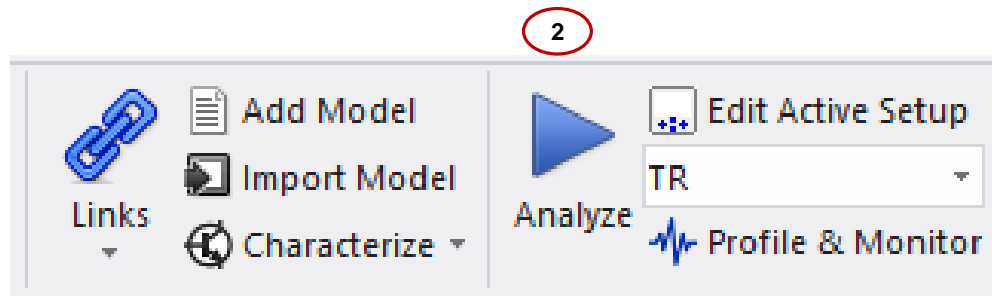 2
Links
Add Model
Import Model
Characterize
Analyze
Edit Active Setup
TR
Profile & Monitor